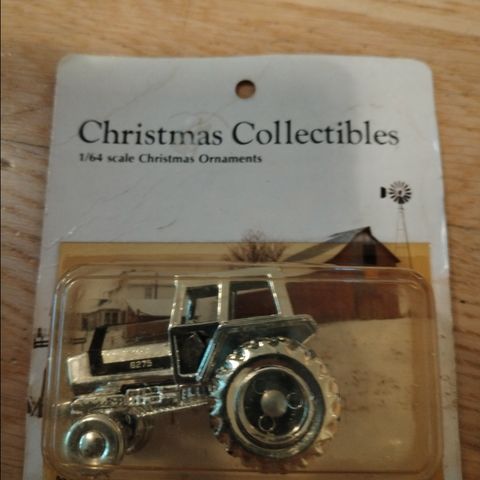 Christmas Collectibles
1/64 scale Christmas Ornaments
6275